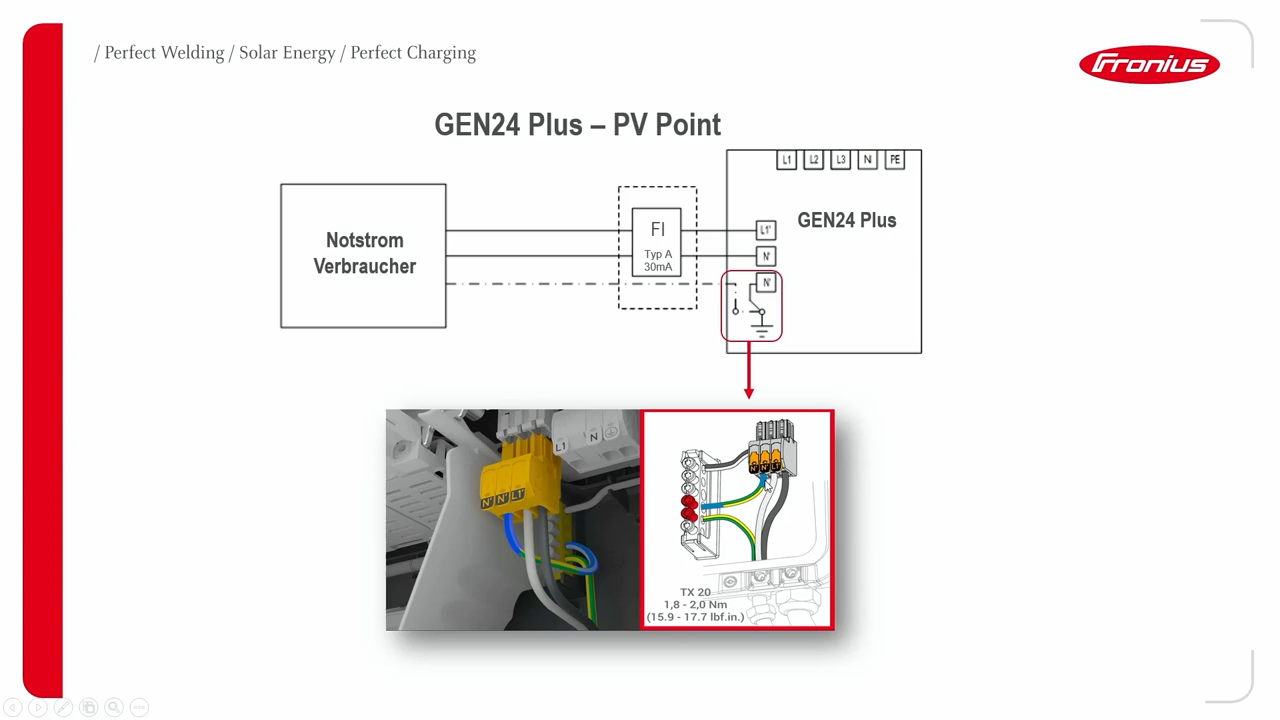 / Perfect Welding / Solar Energy / Perfect Charging
Fronius
GEN24 Plus – PV Point
L1 L2 L3 N PE
GEN24 Plus
Notstrom
Verbraucher
FI
Typ A
30mA
L1'
N'
N'
L1 N
N' N' L1'
N' N' L1'
TX 20
1,8 - 2,0 Nm
(15.9 - 17.7 lbf.in.)